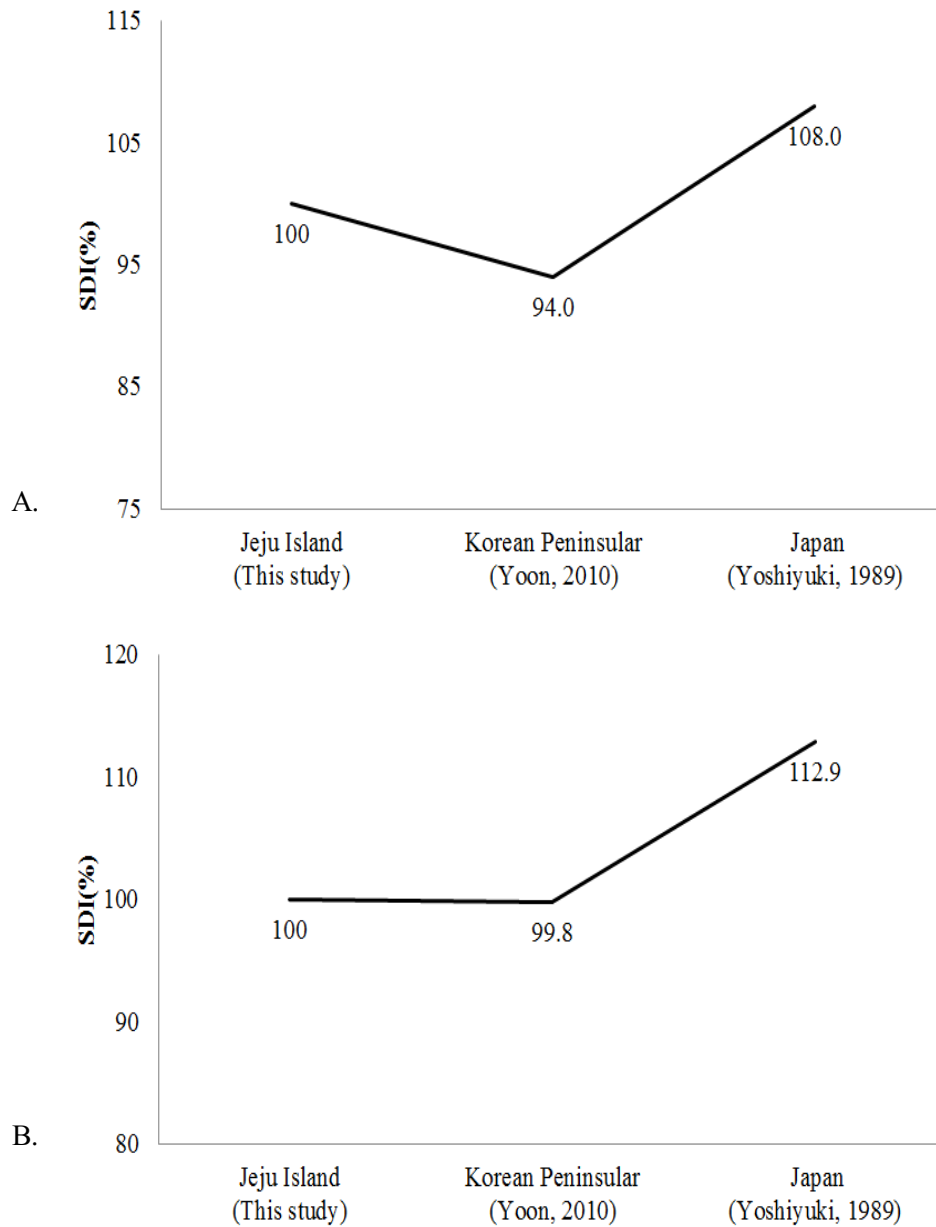 115
105
95
85
75
SDI(%)
100
94.0
108.0
A.
Jeju Island
(This study)
Korean Peninsular
(Yoon, 2010)
Japan
(Yoshiyuki, 1989)
120
110
100
90
80
SDI(%)
100
99.8
112.9
B.
Jeju Island
(This study)
Korean Peninsular
(Yoon, 2010)
Japan
(Yoshiyuki, 1989)